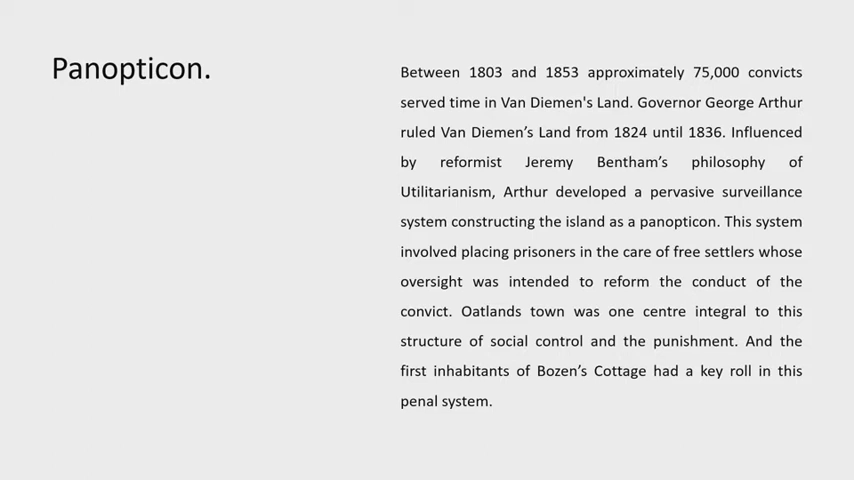 Panopticon.
Between 1803 and 1853 approximately 75,000 convicts
served time in Van Diemen's Land. Governor George Arthur
ruled Van Diemen’s Land from 1824 until 1836. Influenced
by reformist Jeremy Bentham’s philosophy of
Utilitarianism, Arthur developed a pervasive surveillance
system constructing the island as a panopticon. This system
involved placing prisoners in the care of free settlers whose
oversight was intended to reform the conduct of the
convict. Oatlands town was one centre integral to this
structure of social control and the punishment. And the
first inhabitants of Bozen’s Cottage had a key roll in this
penal system.